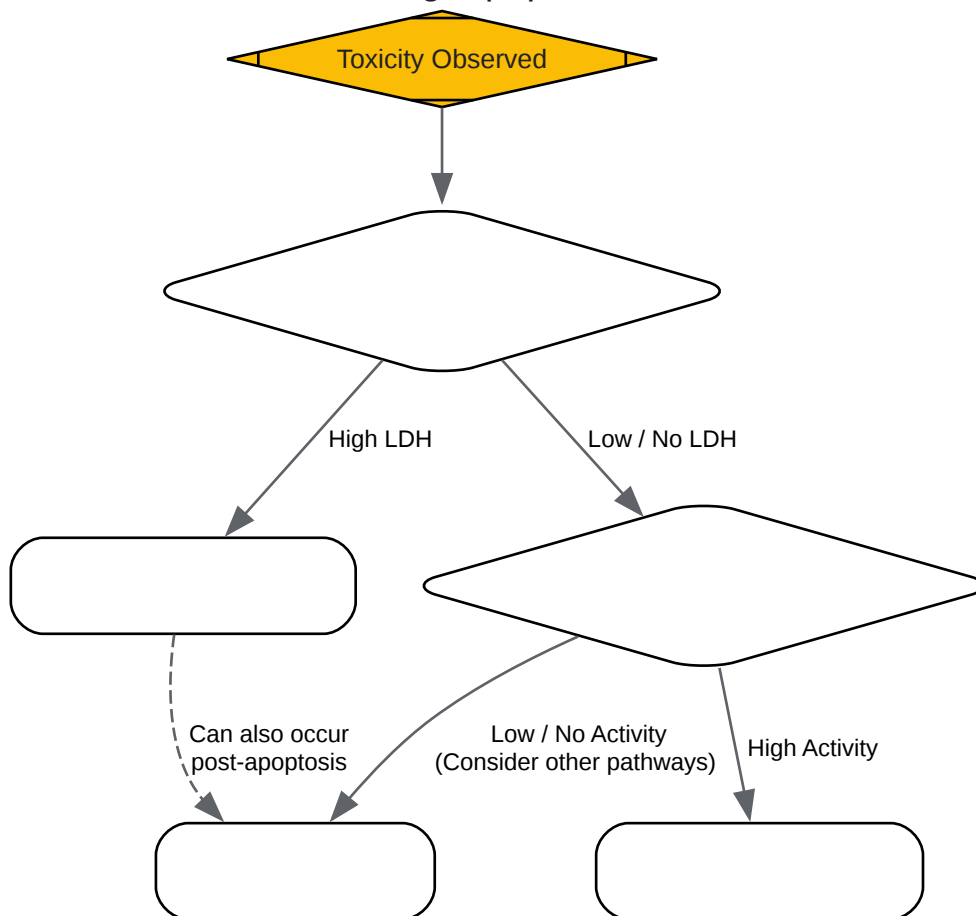 Toxicity Observed
High LDH
Low / No LDH
Can also occur
post-apoptosis
Low / No Activity
(Consider other pathways)
High Activity